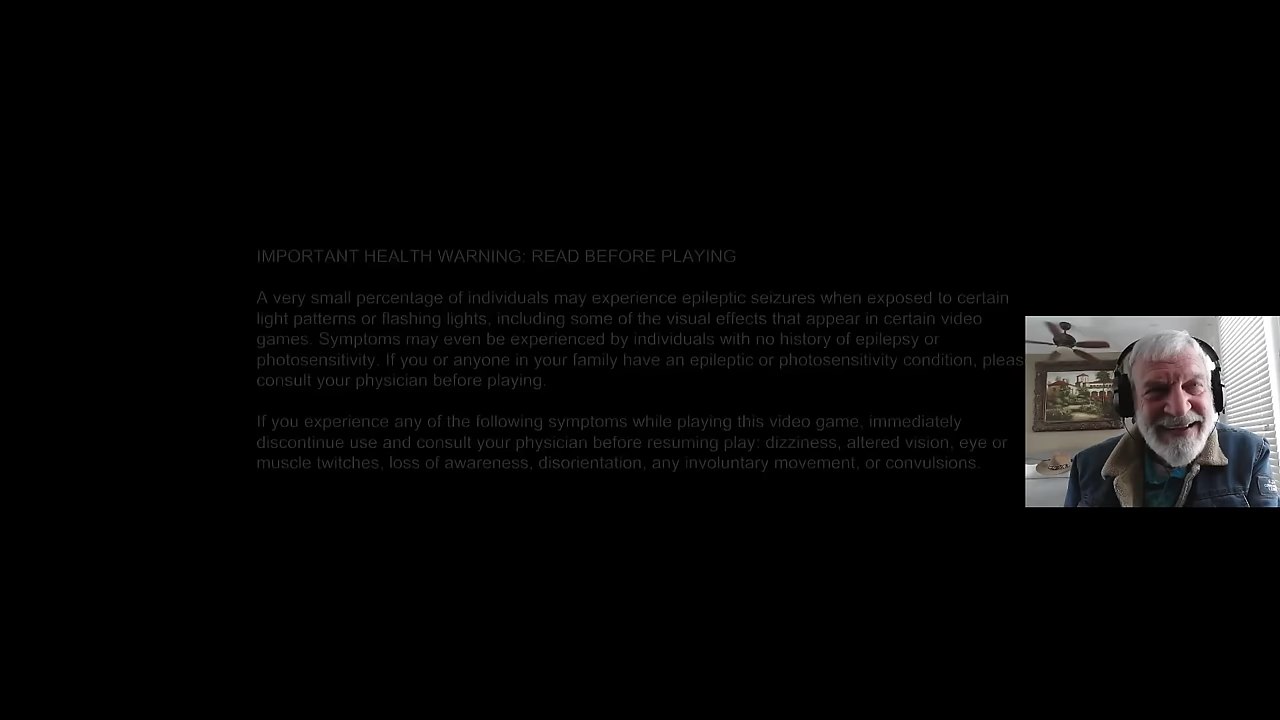 IMPORTANT HEALTH WARNING: READ BEFORE PLAYING
A very small percentage of individuals may experience epileptic seizures when exposed to certain
light patterns or flashing lights, including some of the visual effects that appear in certain video
games. Symptoms may even be experienced by individuals with no history of epilepsy or
photosensitivity. If you or anyone in your family have an epileptic or photosensitivity condition, pleas
consult your physician before playing.
If you experience any of the following symptoms while playing this video game, immediately
discontinue use and consult your physician before resuming play: dizziness, altered vision, eye or
muscle twitches, loss of awareness, disorientation, any involuntary movement, or convulsions.